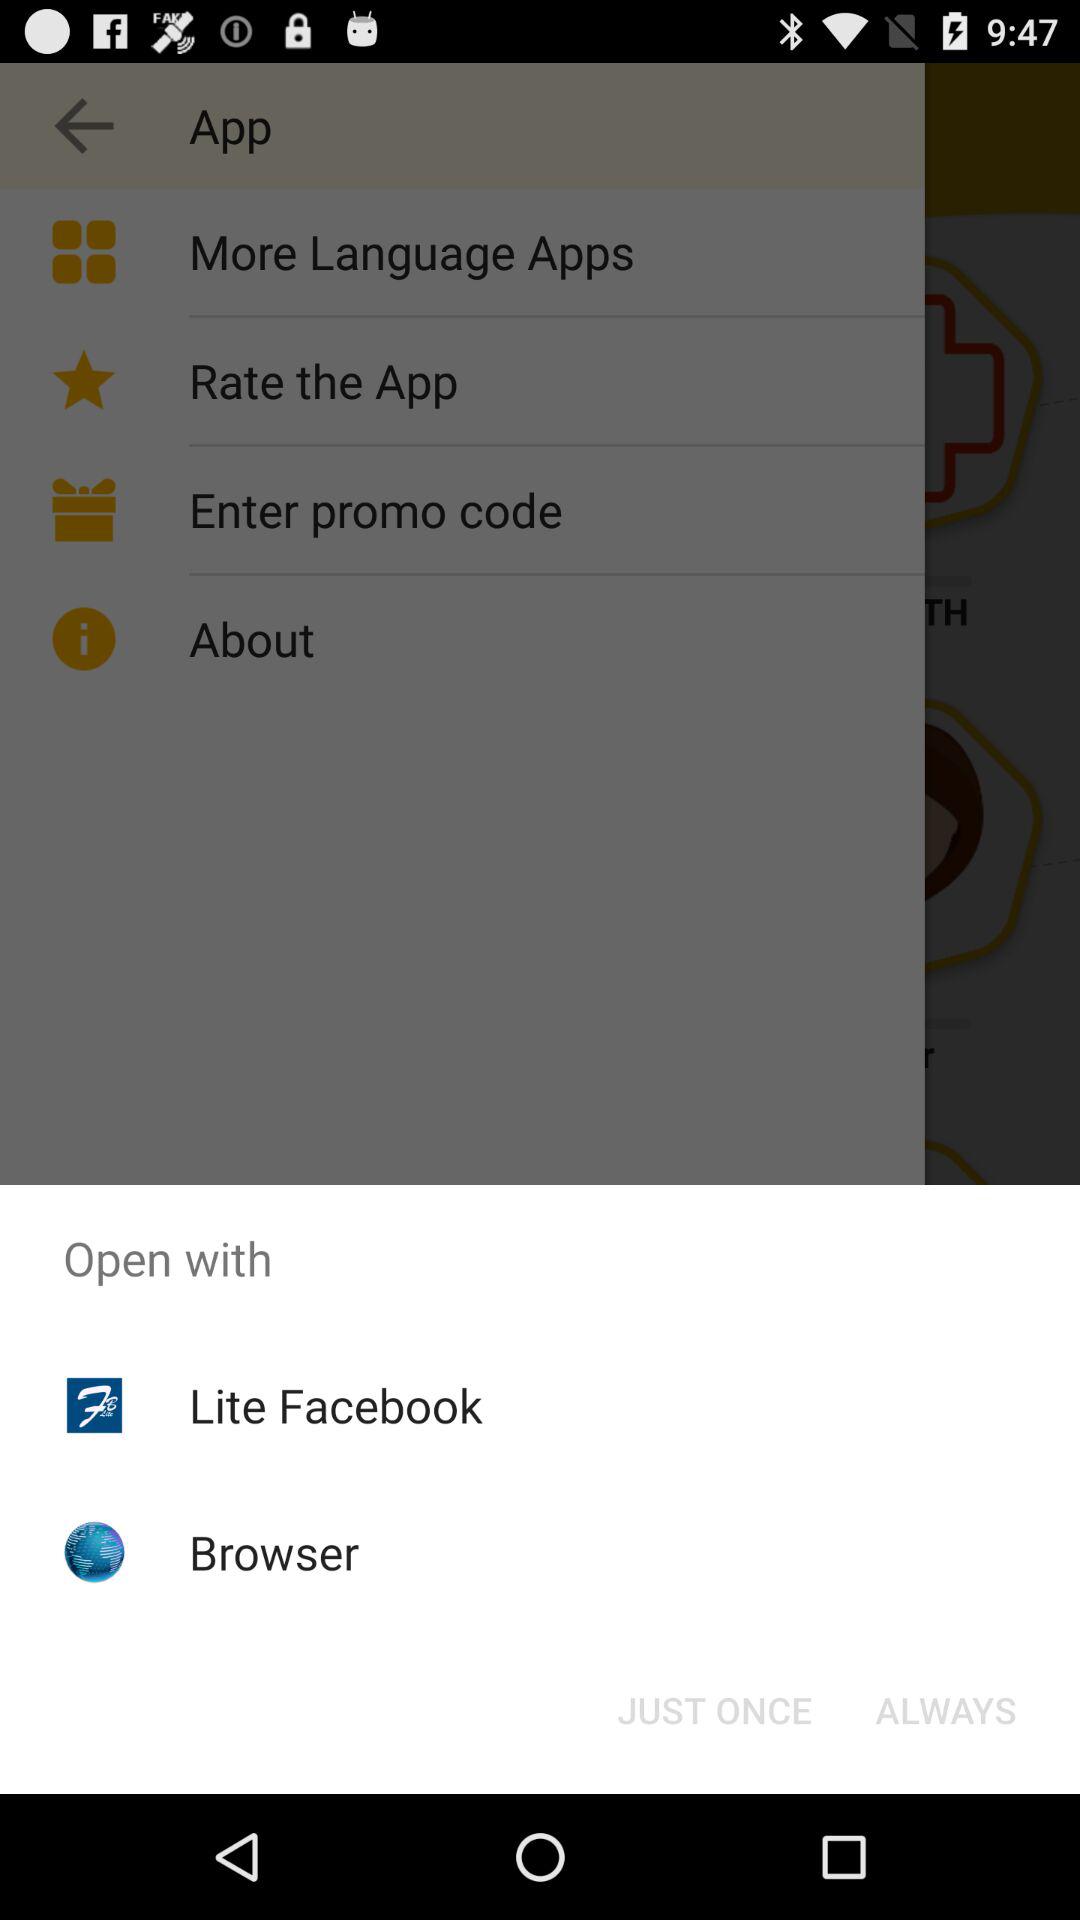 FAKE
9:47
App
More Language Apps
Rate the App
Enter promo code
TH
About
r
Open with
Lite Facebook
Browser
JUST ONCE
ALWAYS